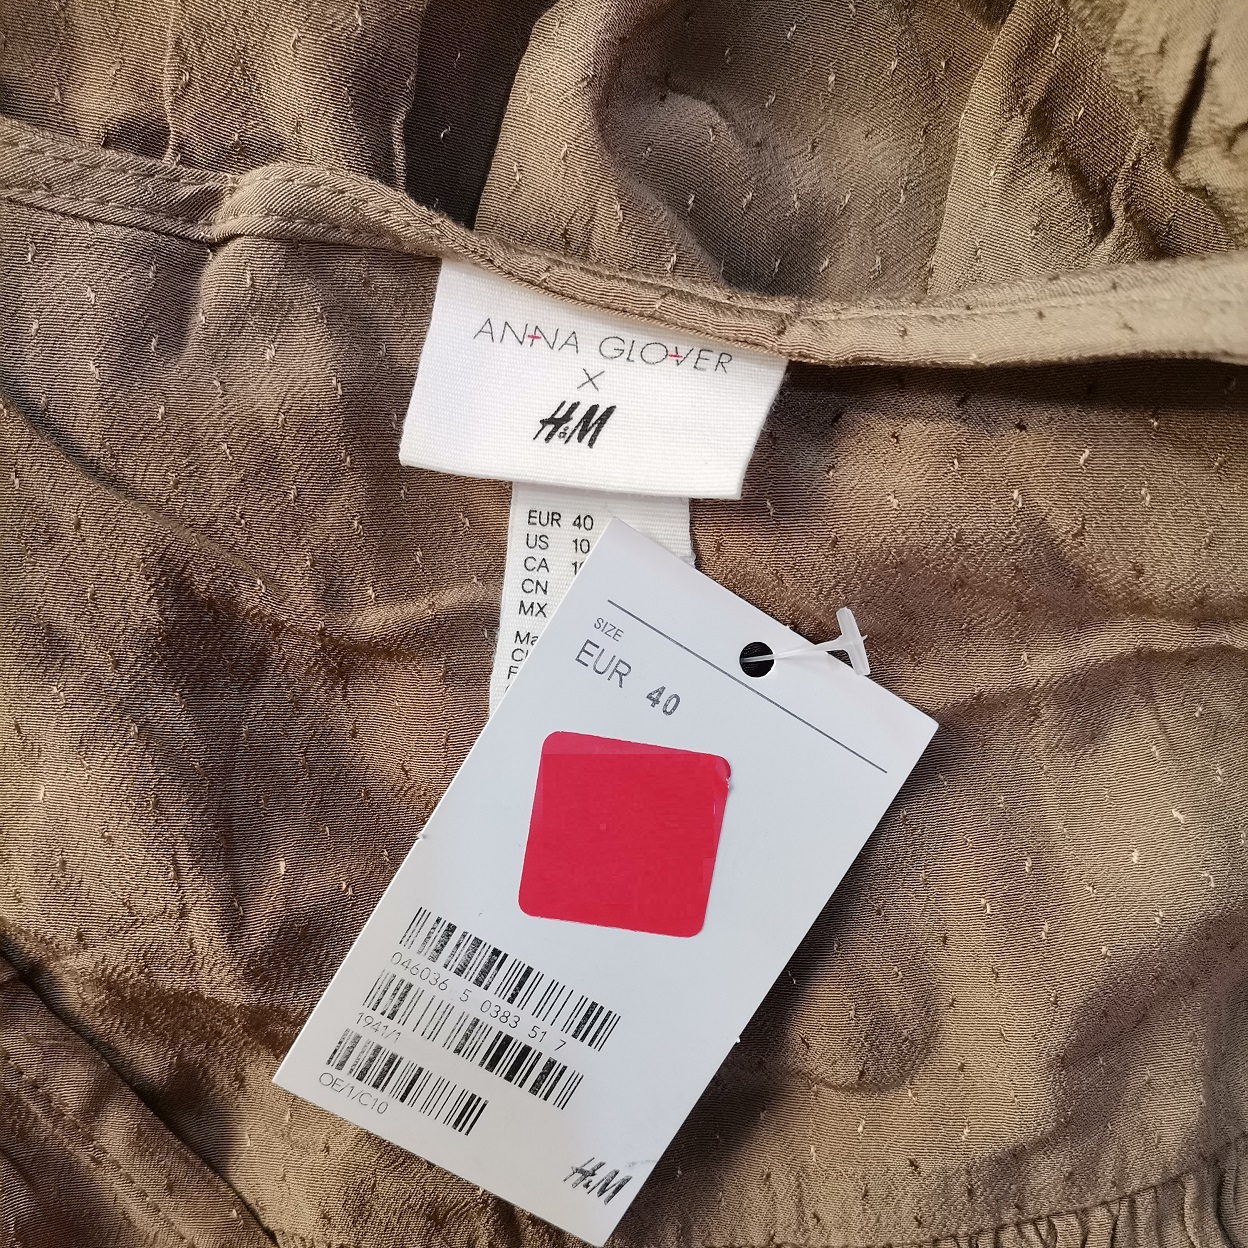 ANNA GLOVER
X
H&M
EUR 40
US 10
CA
CN
MX
SIZE
EUR 40
046036 5 0383 51 7
1941/1
OE/1/C10
H&M